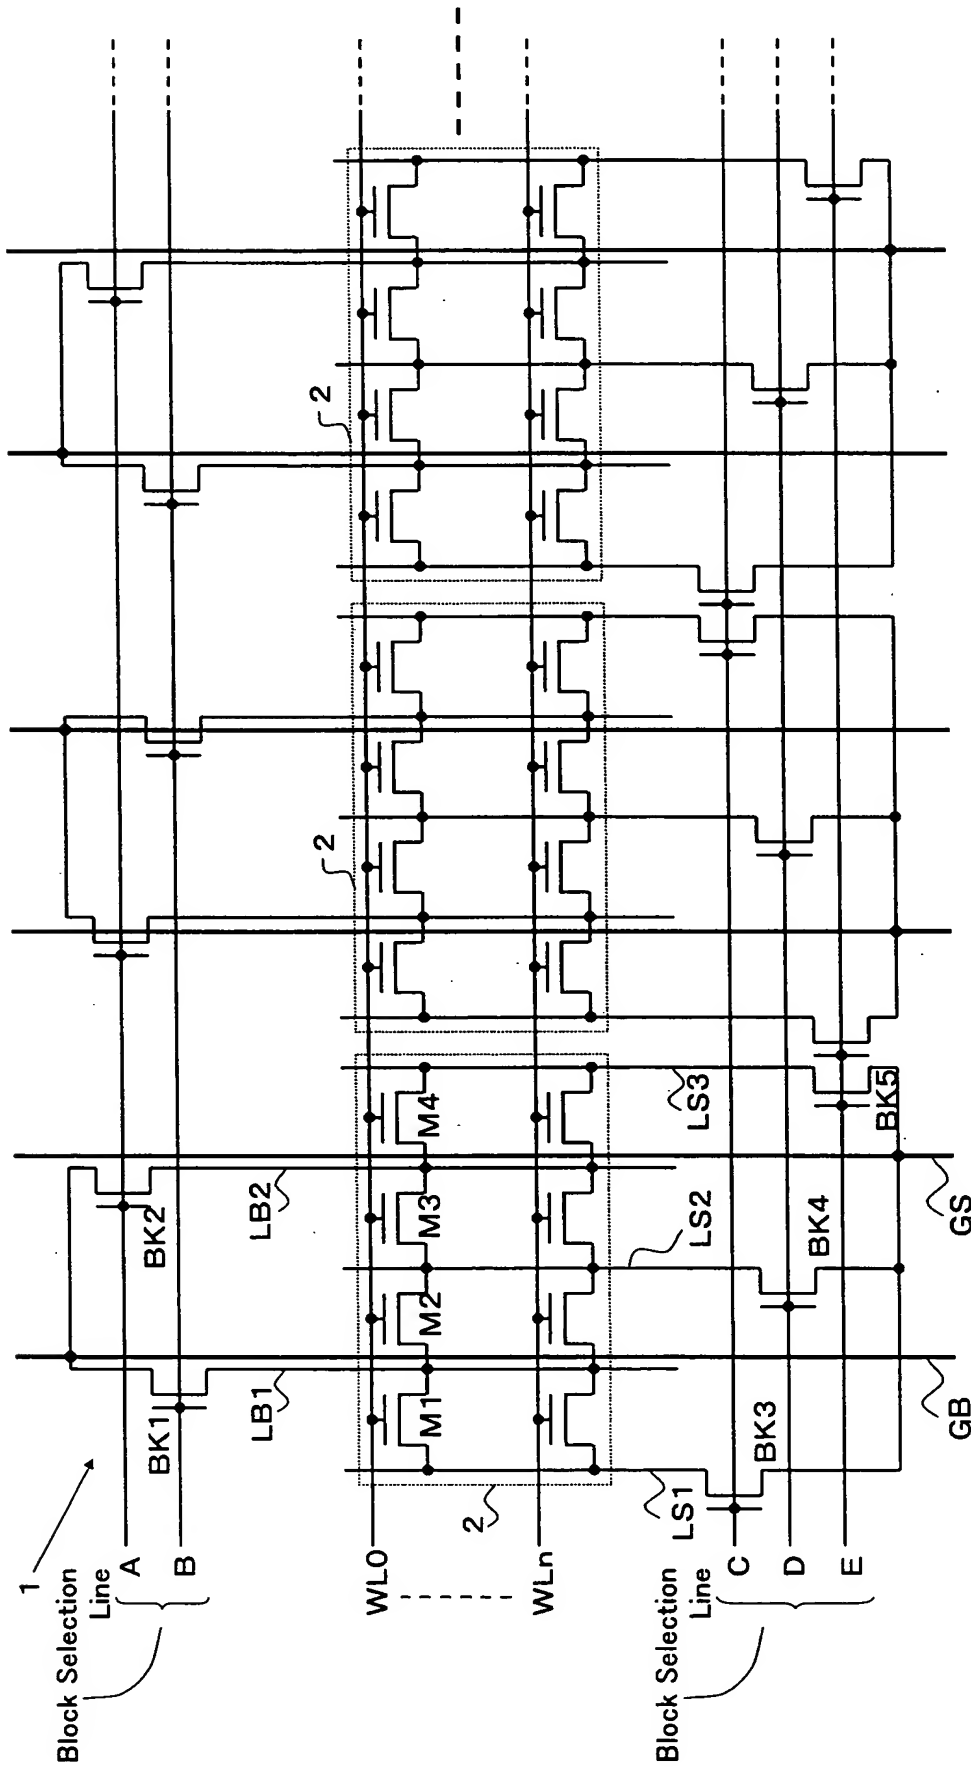 1
Block Selection
Line
A
B
BK1
BK2
LB1
LB2
2
2
2
WL0
WLn
M1
M2
M3
M4
LS1
LS2
LS3
Block Selection
Line
C
D
E
BK3
BK4
BK5
GB
GS